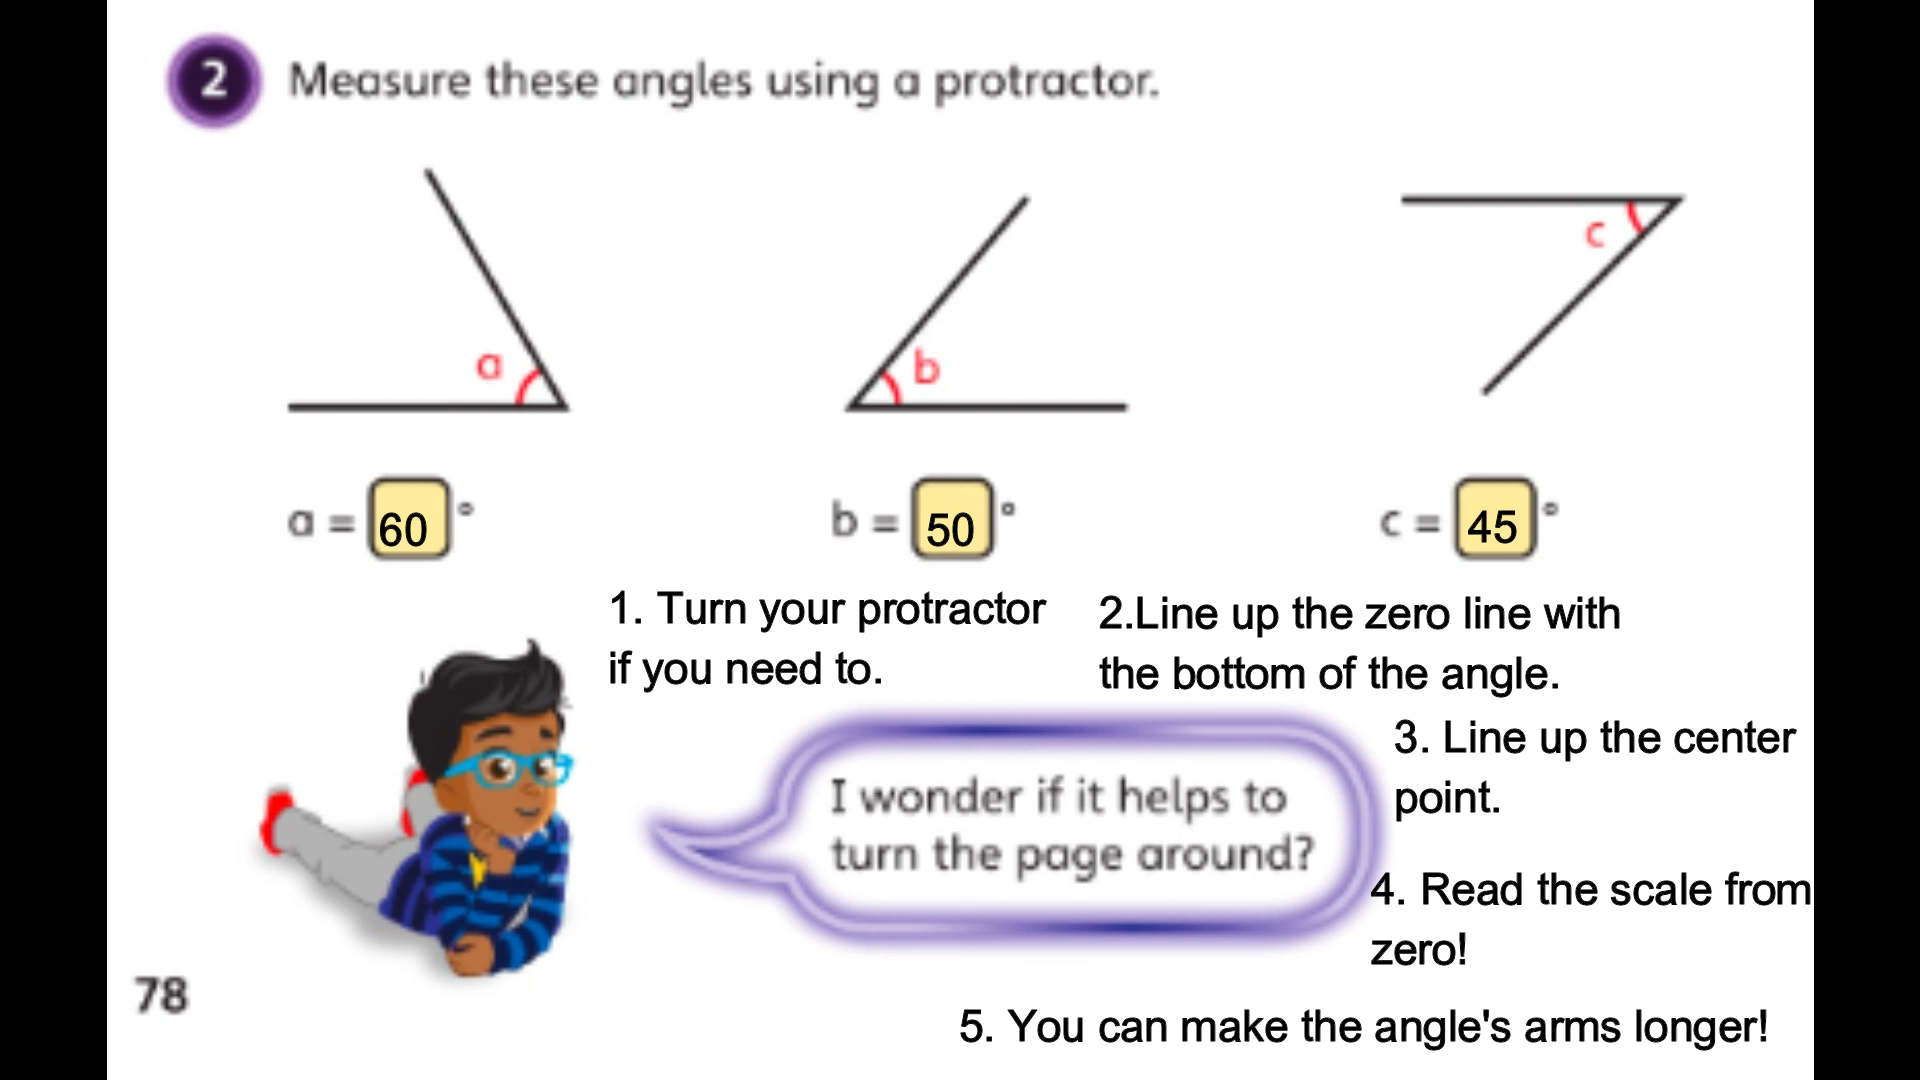 2 Measure these angles using a protractor.
a
b
c
a = 60 °
b = 50 °
c = 45 °
1. Turn your protractor
if you need to.
2.Line up the zero line with
the bottom of the angle.
3. Line up the center
point.
I wonder if it helps to
turn the page around?
4. Read the scale from
zero!
78
5. You can make the angle's arms longer!